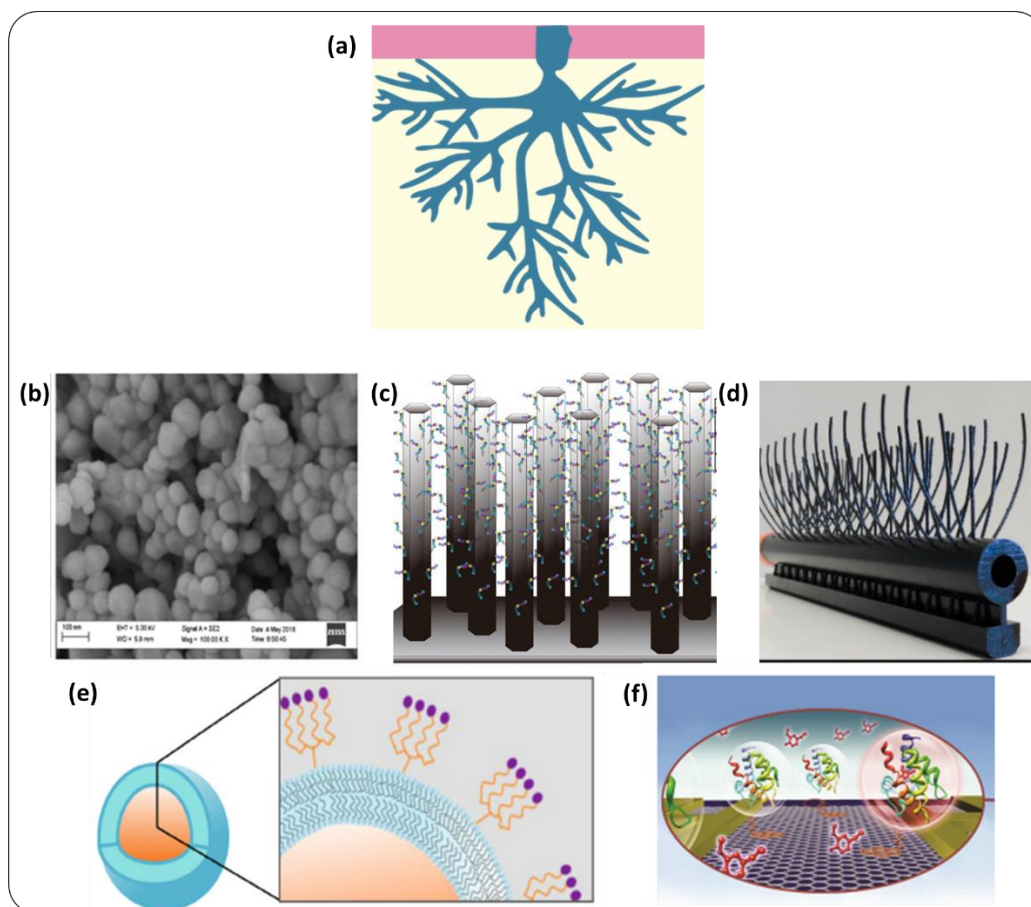 (a)
(b)
(c)
(d)
100 nm
EHT = 5.00 kV
Signal A = SE2
Date :4 May 2016
WD = 5.9 mm
Mag = 100.00 K X
Time :9:50:45
ZEISS
(e)
(f)